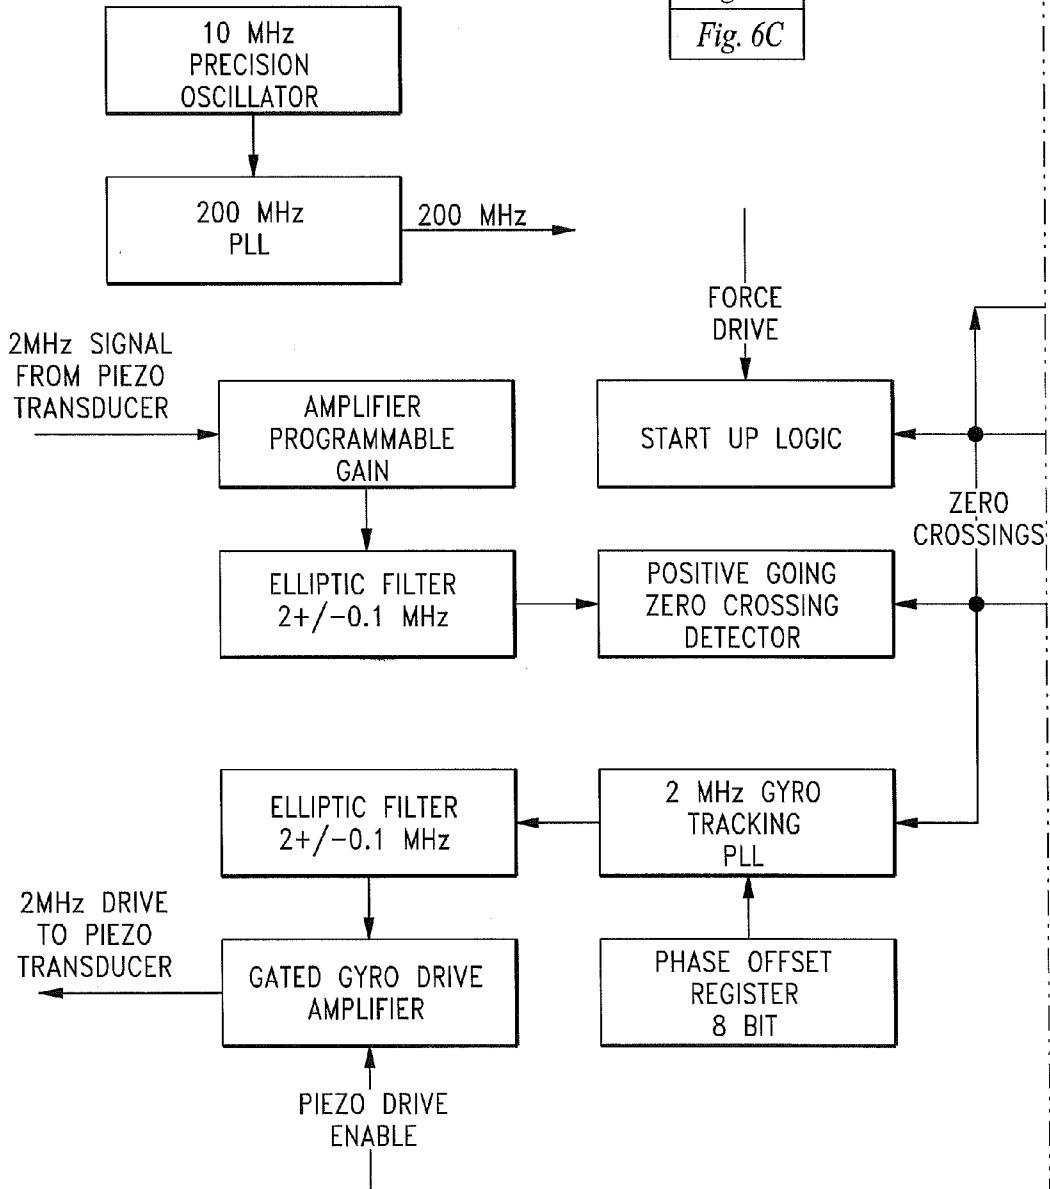 Fig. 6C
10 MHz
PRECISION
OSCILLATOR
200 MHz
PLL
200 MHz
FORCE
DRIVE
2MHz SIGNAL
FROM PIEZO
TRANSDUCER
AMPLIFIER
PROGRAMMABLE
GAIN
START UP LOGIC
ZERO
CROSSINGS
ELLIPTIC FILTER
2+/-0.1 MHz
POSITIVE GOING
ZERO CROSSING
DETECTOR
ELLIPTIC FILTER
2+/-0.1 MHz
2 MHz GYRO
TRACKING
PLL
2MHz DRIVE
TO PIEZO
TRANSDUCER
GATED GYRO DRIVE
AMPLIFIER
PHASE OFFSET
REGISTER
8 BIT
PIEZO DRIVE
ENABLE